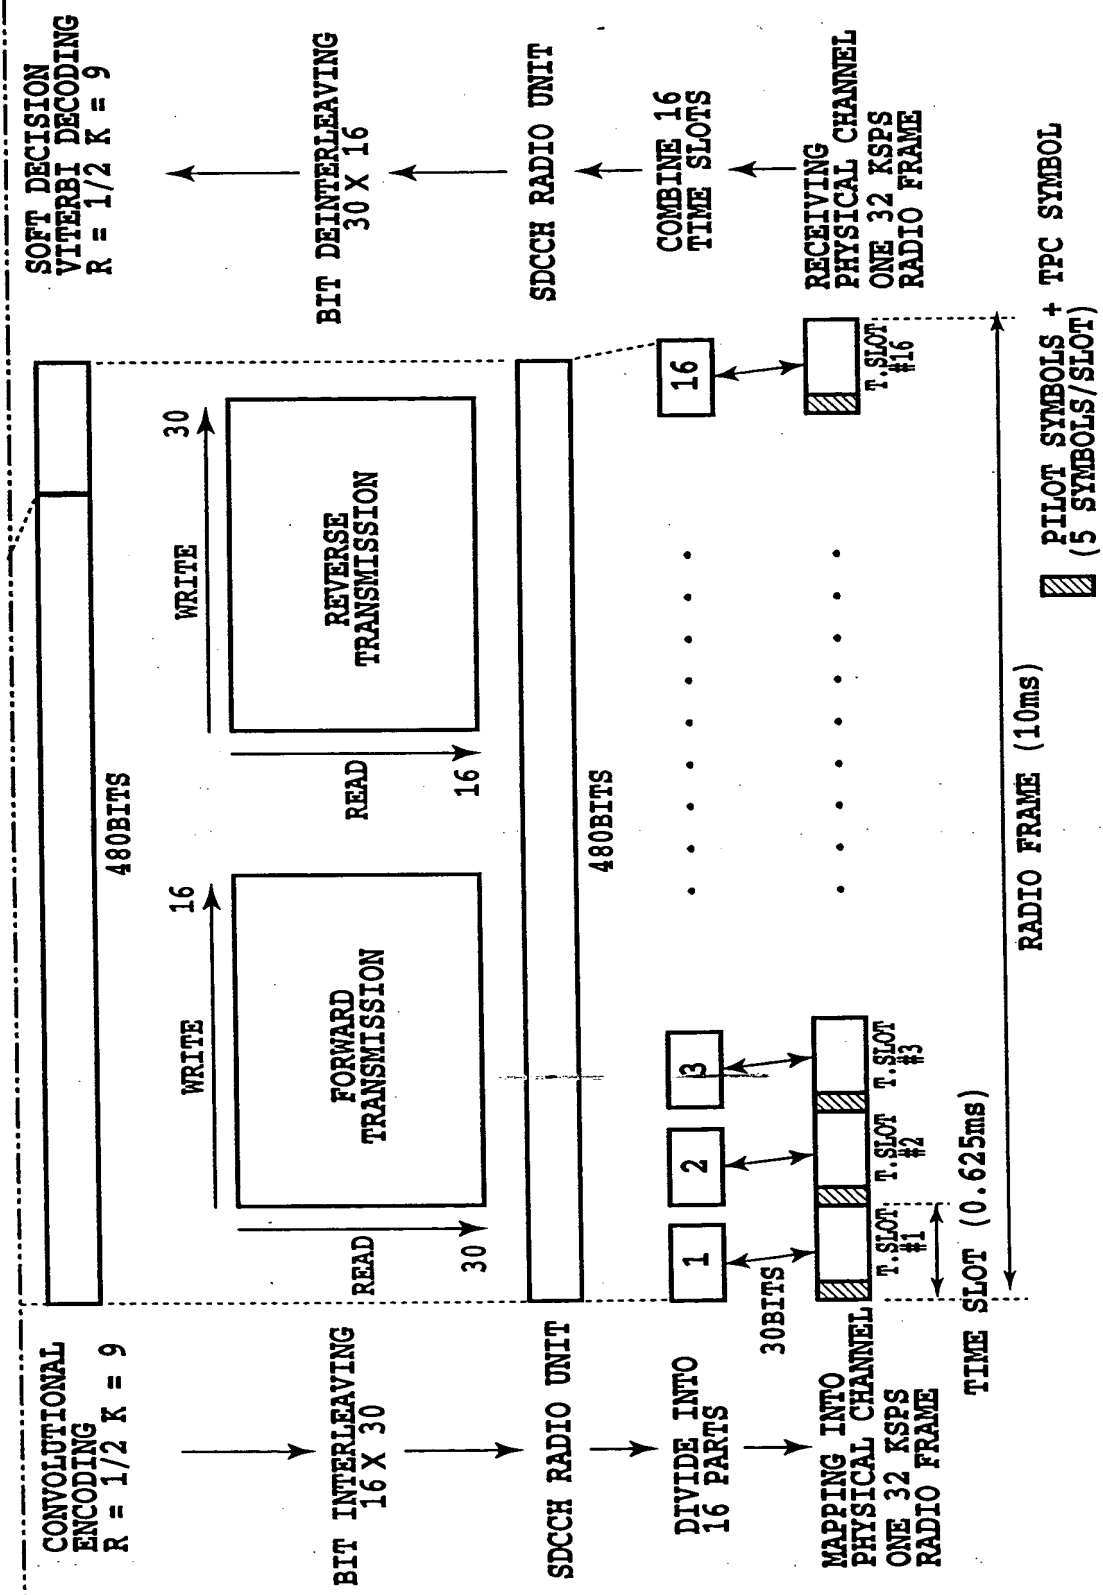 CONVOLUTIONAL
ENCODING
R = 1/2 K = 9
BIT INTERLEAVING
16 X 30
SDCCH RADIO UNIT
DIVIDE INTO
16 PARTS
MAPPING INTO
PHYSICAL CHANNEL
ONE 32 KSPS
RADIO FRAME
480BITS
WRITE
16
READ
30
FORWARD
TRANSMISSION
WRITE
30
READ
16
REVERSE
TRANSMISSION
480BITS
1
2
3
16
30BITS
T.SLOT
#1
T.SLOT
#2
T.SLOT
#3
T.SLOT
#16
TIME SLOT (0.625ms)
RADIO FRAME (10ms)
PILOT SYMBOLS + TPC SYMBOL
(5 SYMBOLS/SLOT)
SOFT DECISION
VITERBI DECODING
R = 1/2 K = 9
BIT DEINTERLEAVING
30 X 16
SDCCH RADIO UNIT
COMBINE 16
TIME SLOTS
RECEIVING
PHYSICAL CHANNEL
ONE 32 KSPS
RADIO FRAME